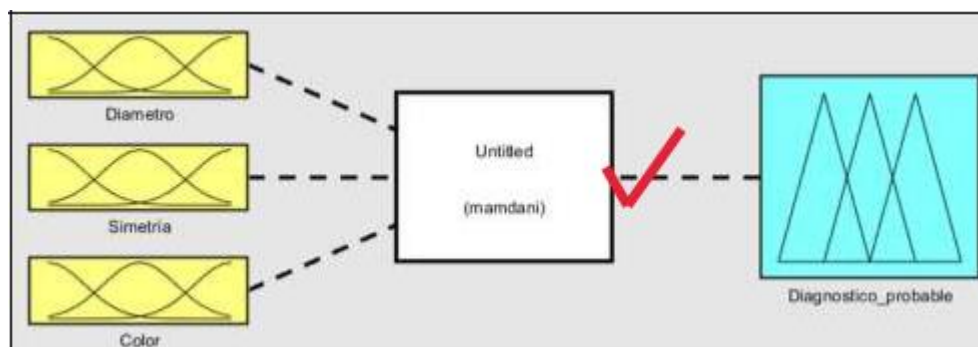 Diametro
Simetria
Color
Untitled
(mamdani)
Diagnostico_probable